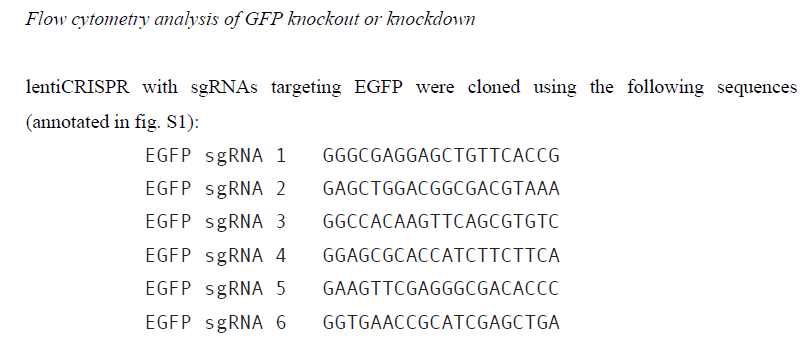 Flow cytometry analysis of GFP knockout or knockdown
lentiCRISPR with sgRNAs targeting EGFP were cloned using the following sequences
(annotated in fig. S1):
EGFP sgRNA 1 GGGCGAGGAGCTGTTCACCG
EGFP sgRNA 2 GAGCTGGACGGCGACGTAAA
EGFP sgRNA 3 GGCCACAAGTTCAGCGTGTC
EGFP sgRNA 4 GGAGCGCACCATCTTCTTCA
EGFP sgRNA 5 GAAGTTCGAGGGCGACACCC
EGFP sgRNA 6 GGTGAACCGCATCGAGCTGA